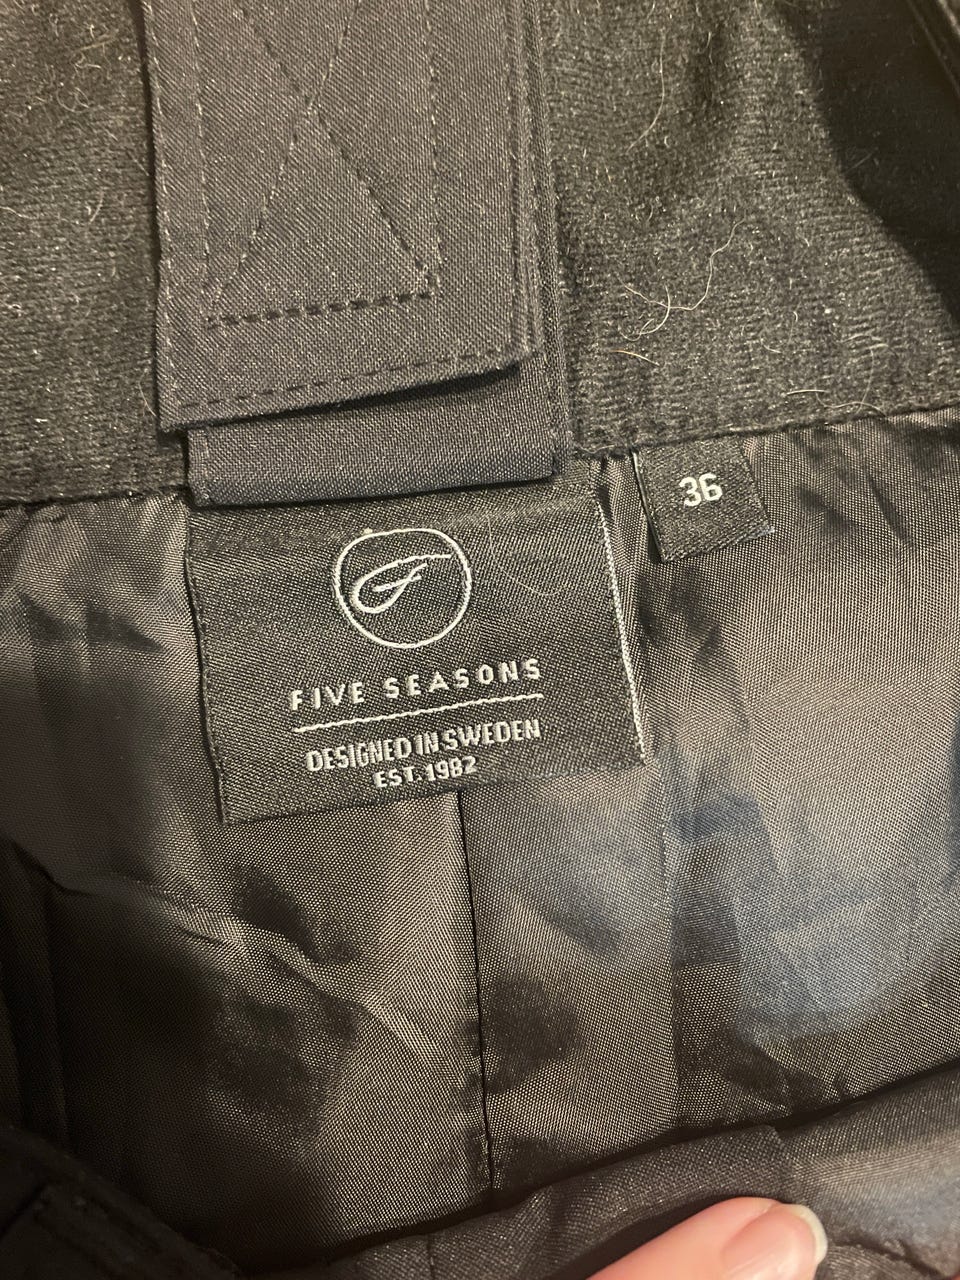 36
FIVE SEASONS
DESIGNED IN SWEDEN
EST. 1982